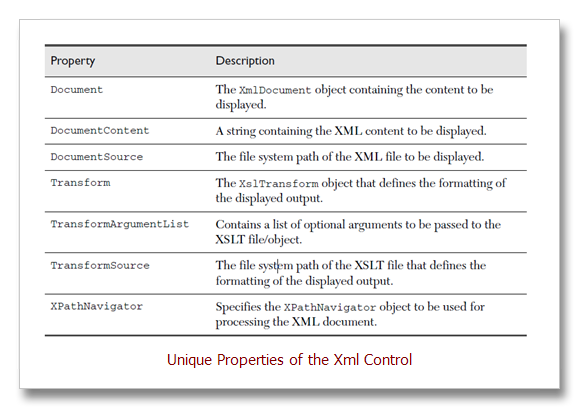 Property Description
Document The XmlDocument object containing the content to be
displayed.
DocumentContent A string containing the XML content to be displayed.
DocumentSource The file system path of the XML file to be displayed.
Transform The XslTransform object that defines the formatting of
the displayed output.
TransformArgumentList Contains a list of optional arguments to be passed to the
XSLT file/object.
TransformSource The file system path of the XSLT file that defines the
formatting of the displayed output.
XPathNavigator Specifies the XPathNavigator object to be used for
processing the XML document.
Unique Properties of the Xml Control